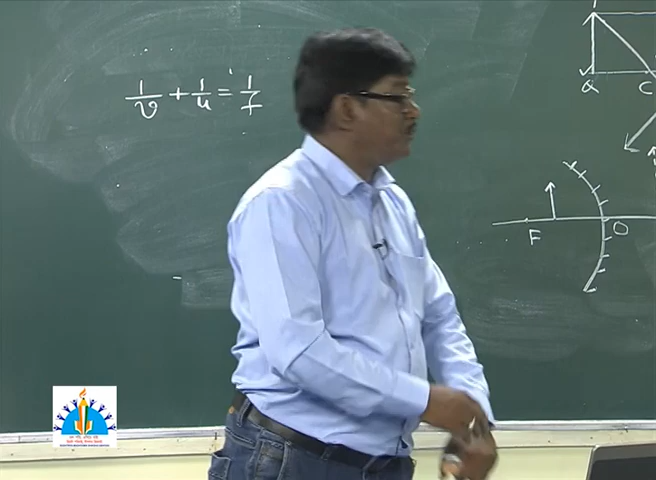 1/v + 1/u = 1/f
Q C
F O